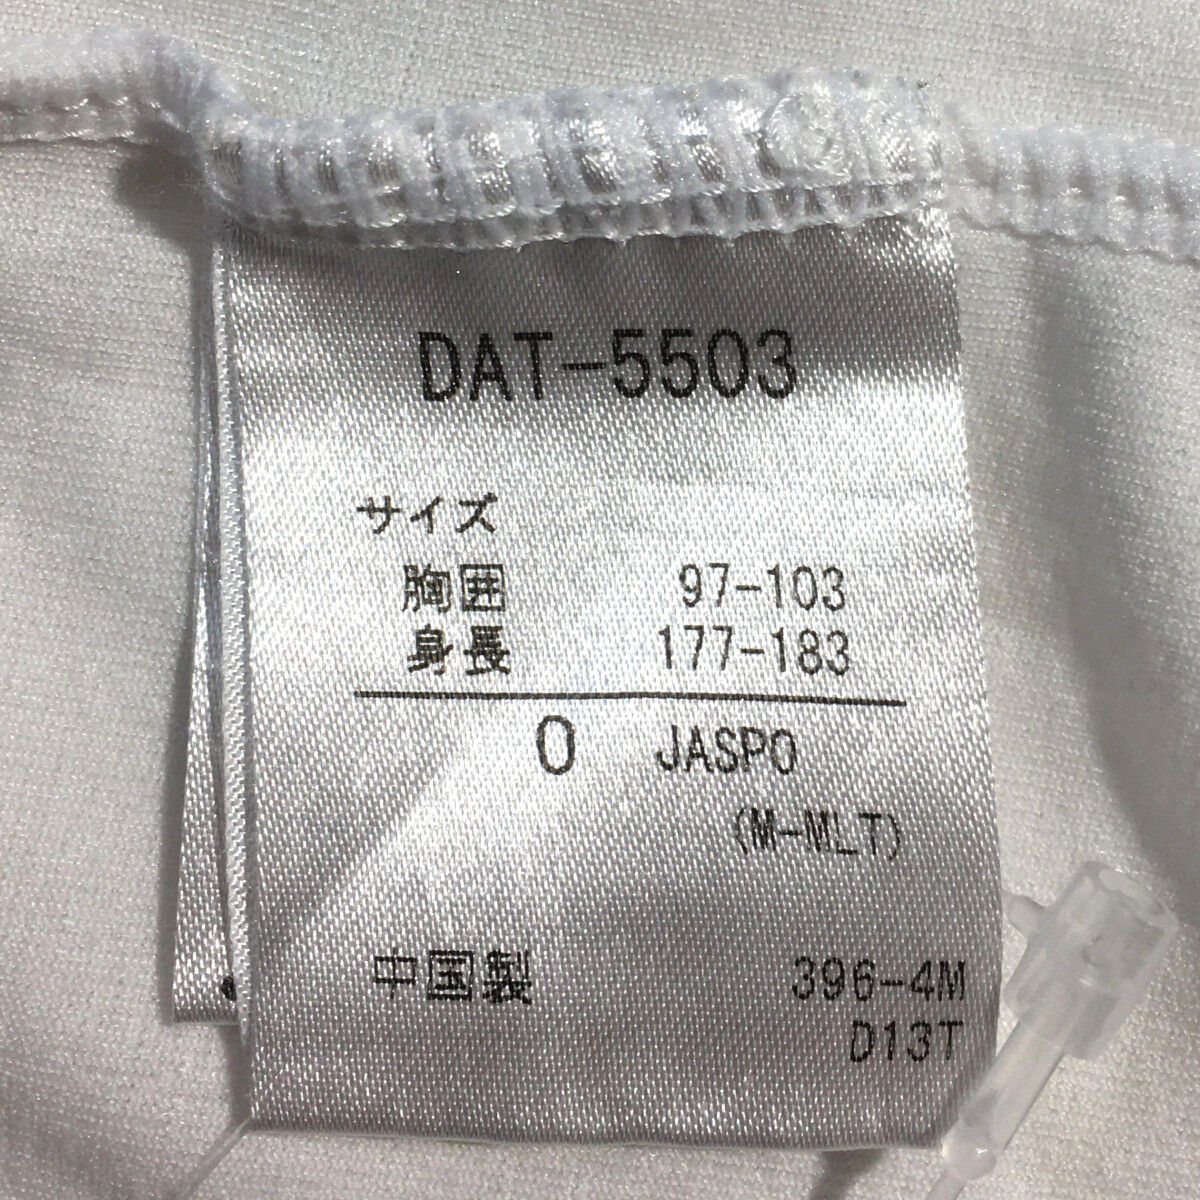 DAT-5503
サイズ
胸囲 97-103
身長 177-183
O JASPO
(M-MLT)
中国製 396-4M
D13T